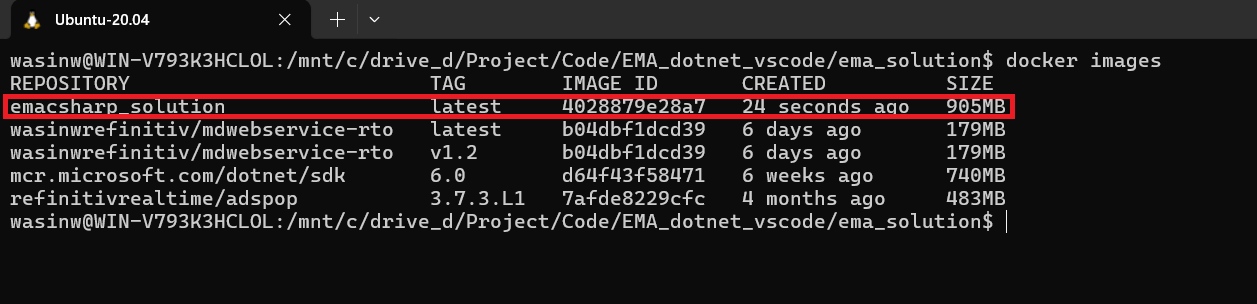 Ubuntu-20.04
wasinw@WIN-V793K3HCLOL:/mnt/c/drive_d/Project/Code/EMA_dotnet_vscode/ema_solution$ docker images
REPOSITORY TAG IMAGE ID CREATED SIZE
emacsharp_solution latest 4028879e28a7 24 seconds ago 905MB
wasinwrefinitiv/mdwebservice-rto latest b04dbf1dcd39 6 days ago 179MB
wasinwrefinitiv/mdwebservice-rto v1.2 b04dbf1dcd39 6 days ago 179MB
mcr.microsoft.com/dotnet/sdk 6.0 d64f43f58471 6 weeks ago 740MB
refinitivrealtime/adspop 3.7.3.L1 7afde8229cfc 4 months ago 483MB
wasinw@WIN-V793K3HCLOL:/mnt/c/drive_d/Project/Code/EMA_dotnet_vscode/ema_solution$